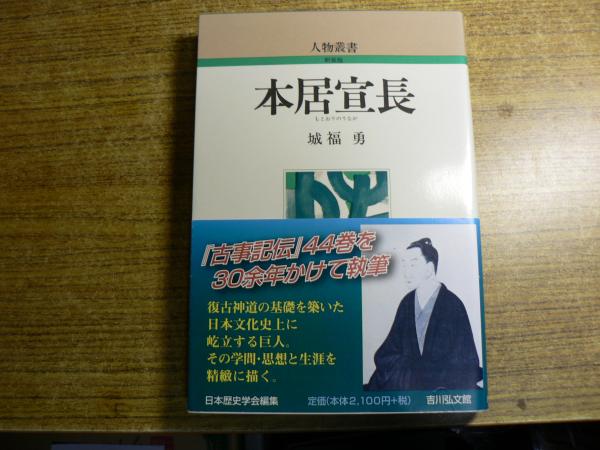 人物叢書
新装版
本居宣長
もとおりのりなが
城福 勇
『古事記伝』44巻を
30余年かけて執筆
復古神道の基礎を築いた
日本文化史上に
屹立する巨人。
その学問・思想と生涯を
精緻に描く。
日本歴史学会編集
定価(本体2,100円+税)
吉川弘文館